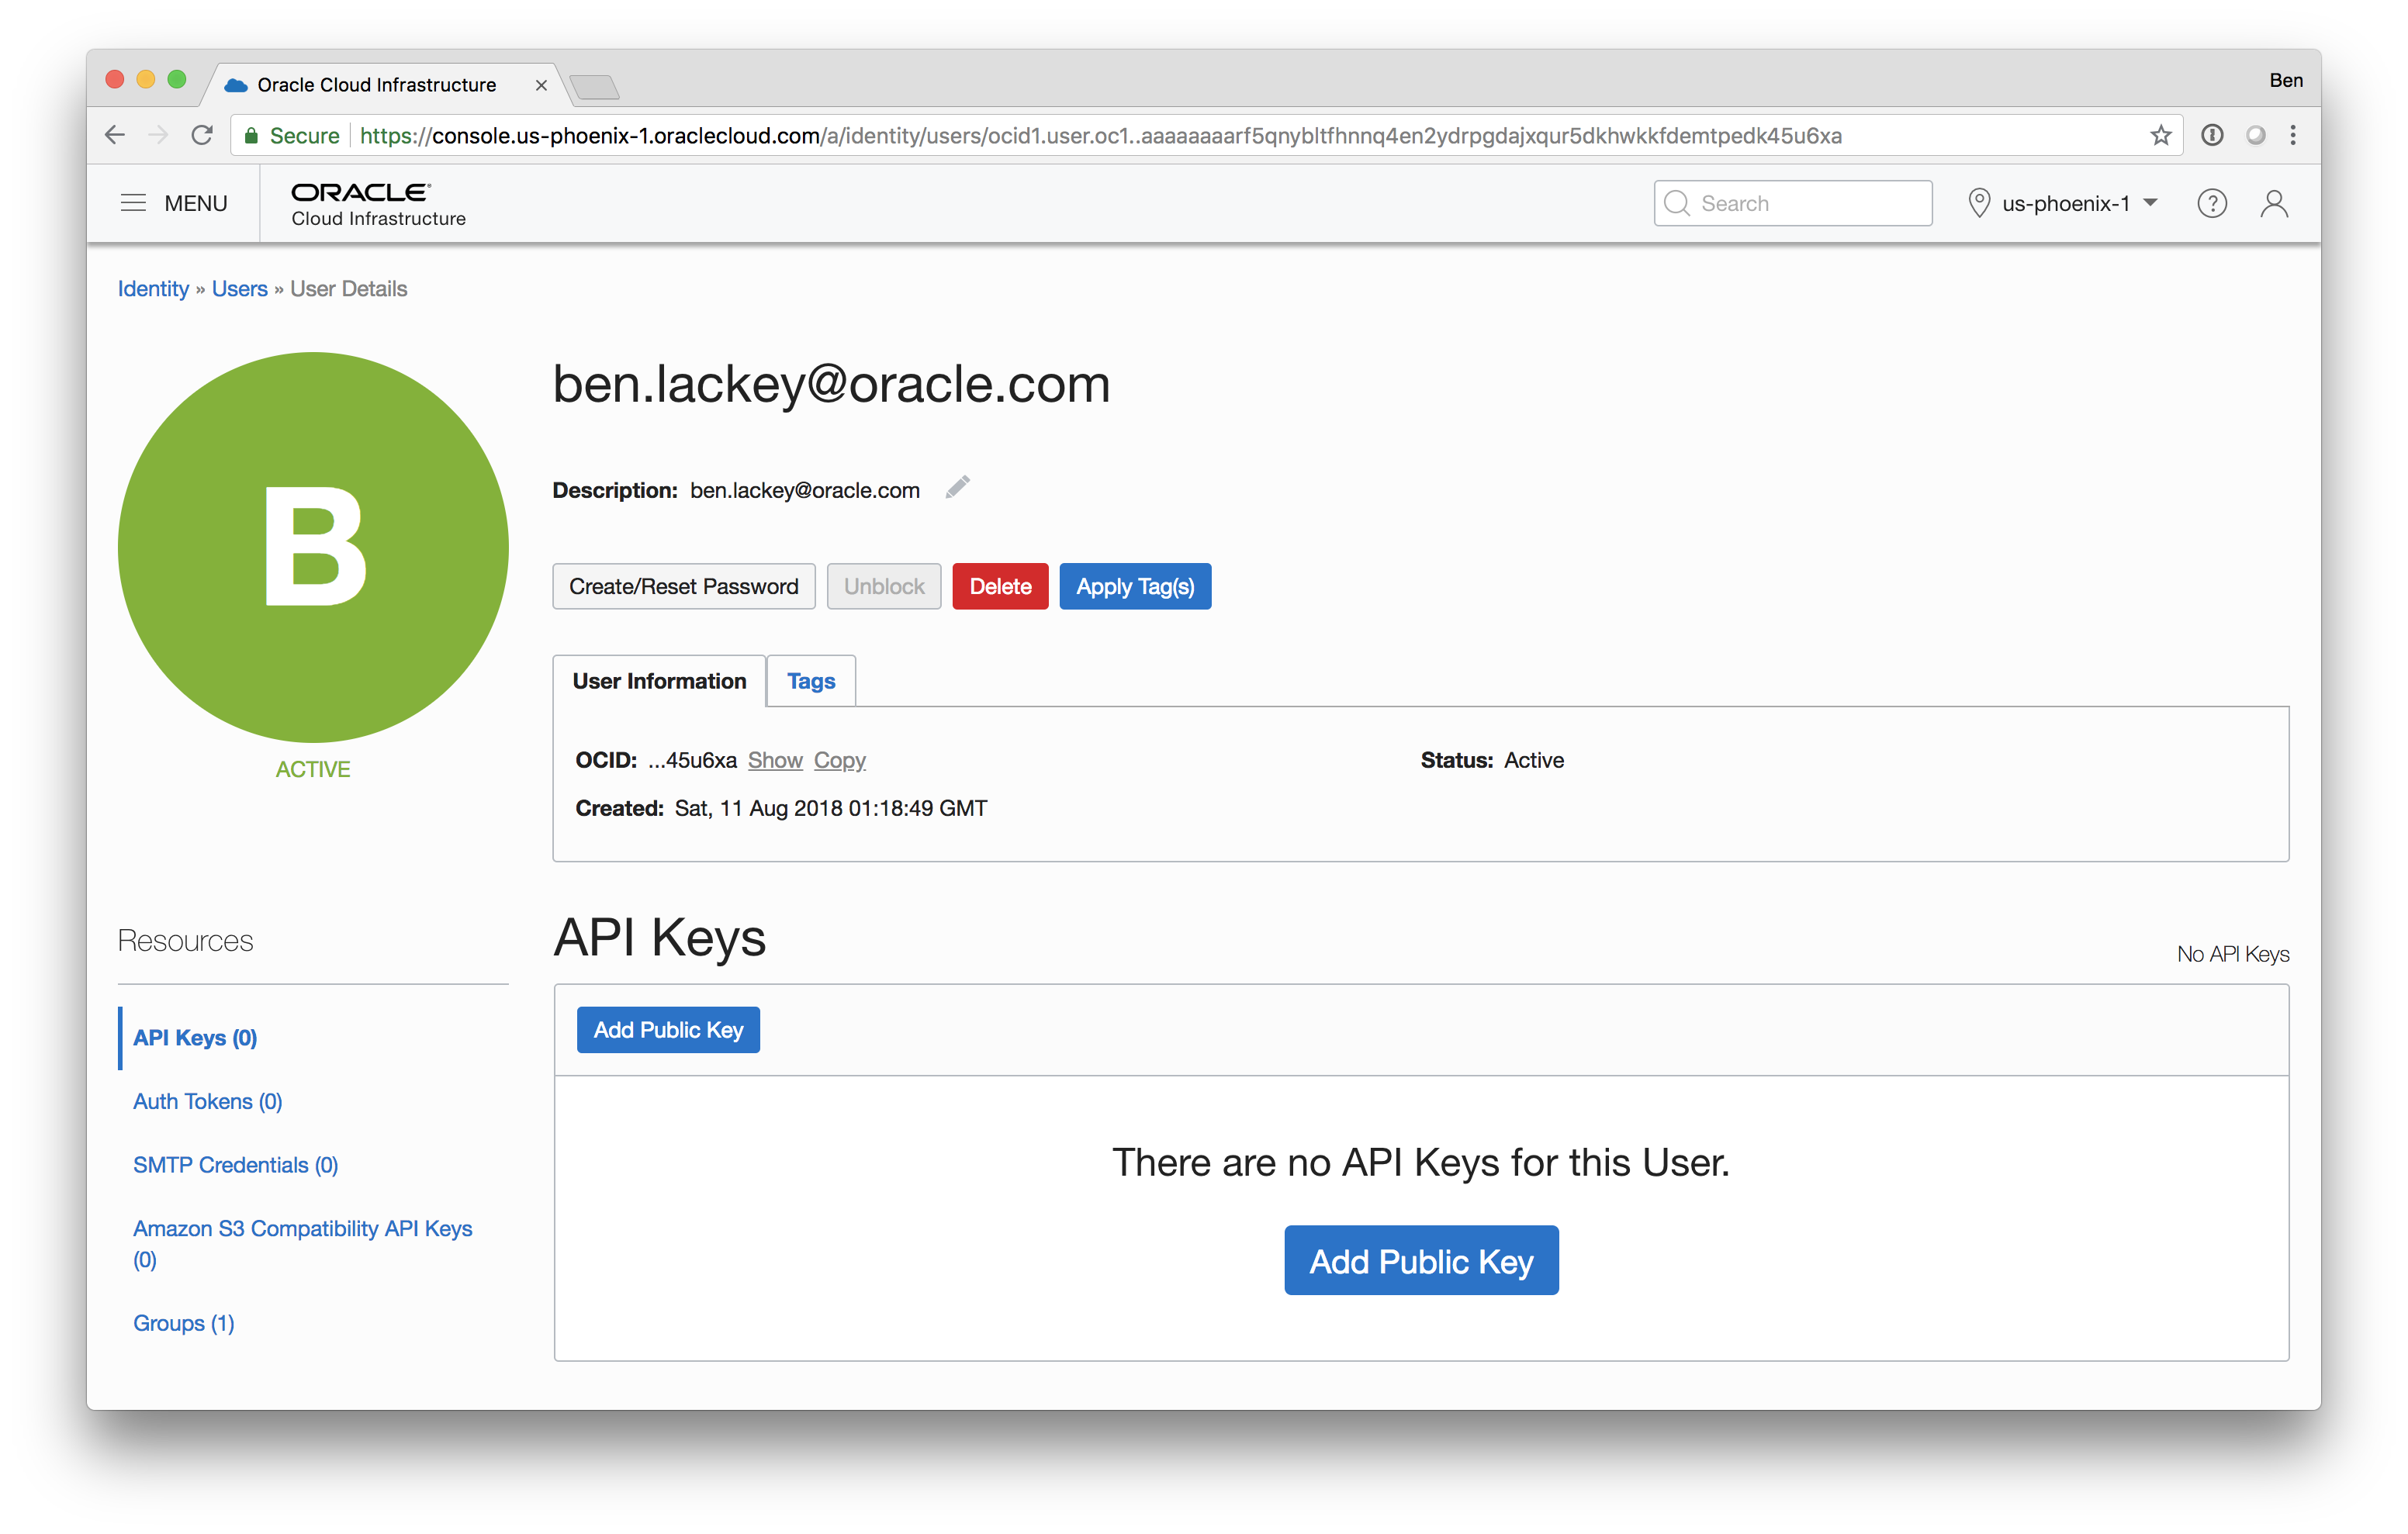 Oracle Cloud Infrastructure
Ben
Secure https://console.us-phoenix-1.oraclecloud.com/a/identity/users/ocid1.user.oc1..aaaaaaaarf5qnybltfhnnq4en2ydrpgdajxqur5dkhwkkfdemtpedk45u6xa
MENU
ORACLE
Cloud Infrastructure
Search
us-phoenix-1
Identity » Users » User Details
B
ACTIVE
ben.lackey@oracle.com
Description: ben.lackey@oracle.com
Create/Reset Password Unblock Delete Apply Tag(s)
User Information Tags
OCID: ...45u6xa Show Copy
Status: Active
Created: Sat, 11 Aug 2018 01:18:49 GMT
Resources
API Keys (0)
Auth Tokens (0)
SMTP Credentials (0)
Amazon S3 Compatibility API Keys
(0)
Groups (1)
API Keys
No API Keys
Add Public Key
There are no API Keys for this User.
Add Public Key